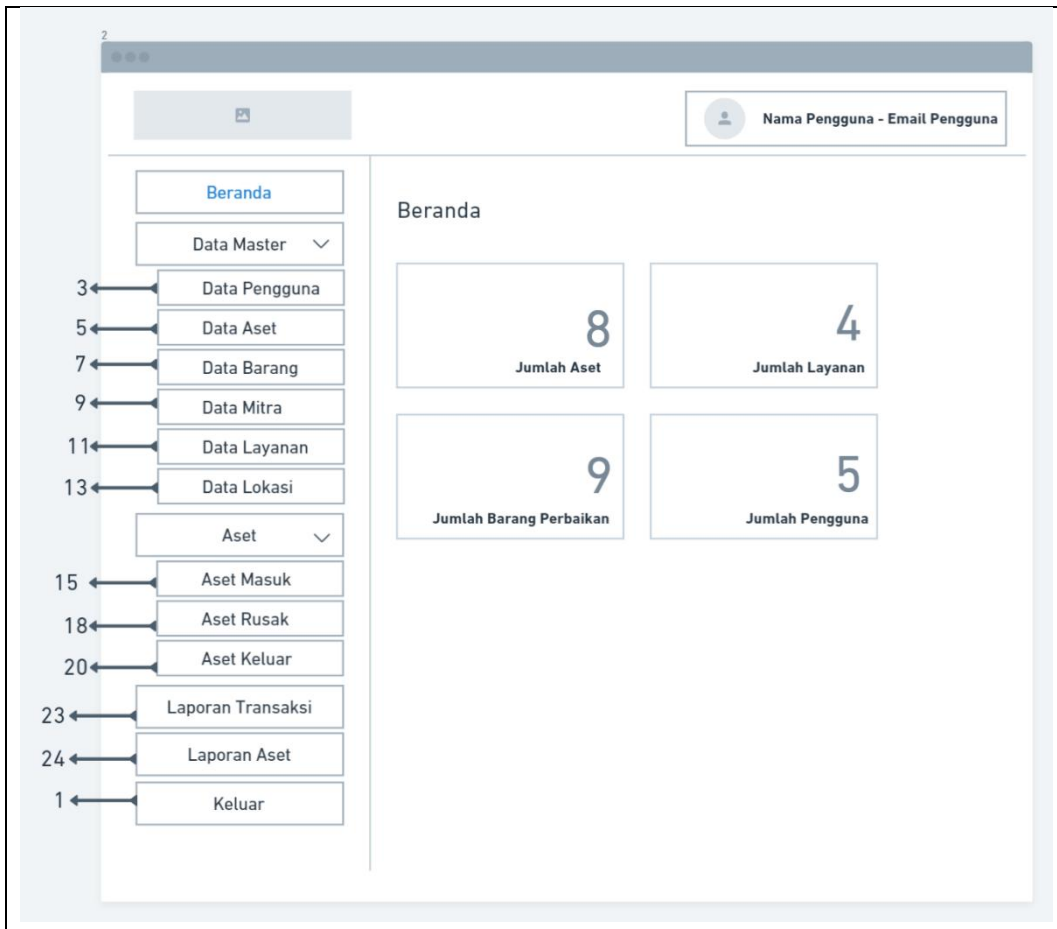 2
Nama Pengguna - Email Pengguna
Beranda
Data Master
3 Data Pengguna
5 Data Aset
7 Data Barang
9 Data Mitra
11 Data Layanan
13 Data Lokasi
Aset
15 Aset Masuk
18 Aset Rusak
20 Aset Keluar
23 Laporan Transaksi
24 Laporan Aset
1 Keluar
Beranda
8
Jumlah Aset
4
Jumlah Layanan
9
Jumlah Barang Perbaikan
5
Jumlah Pengguna